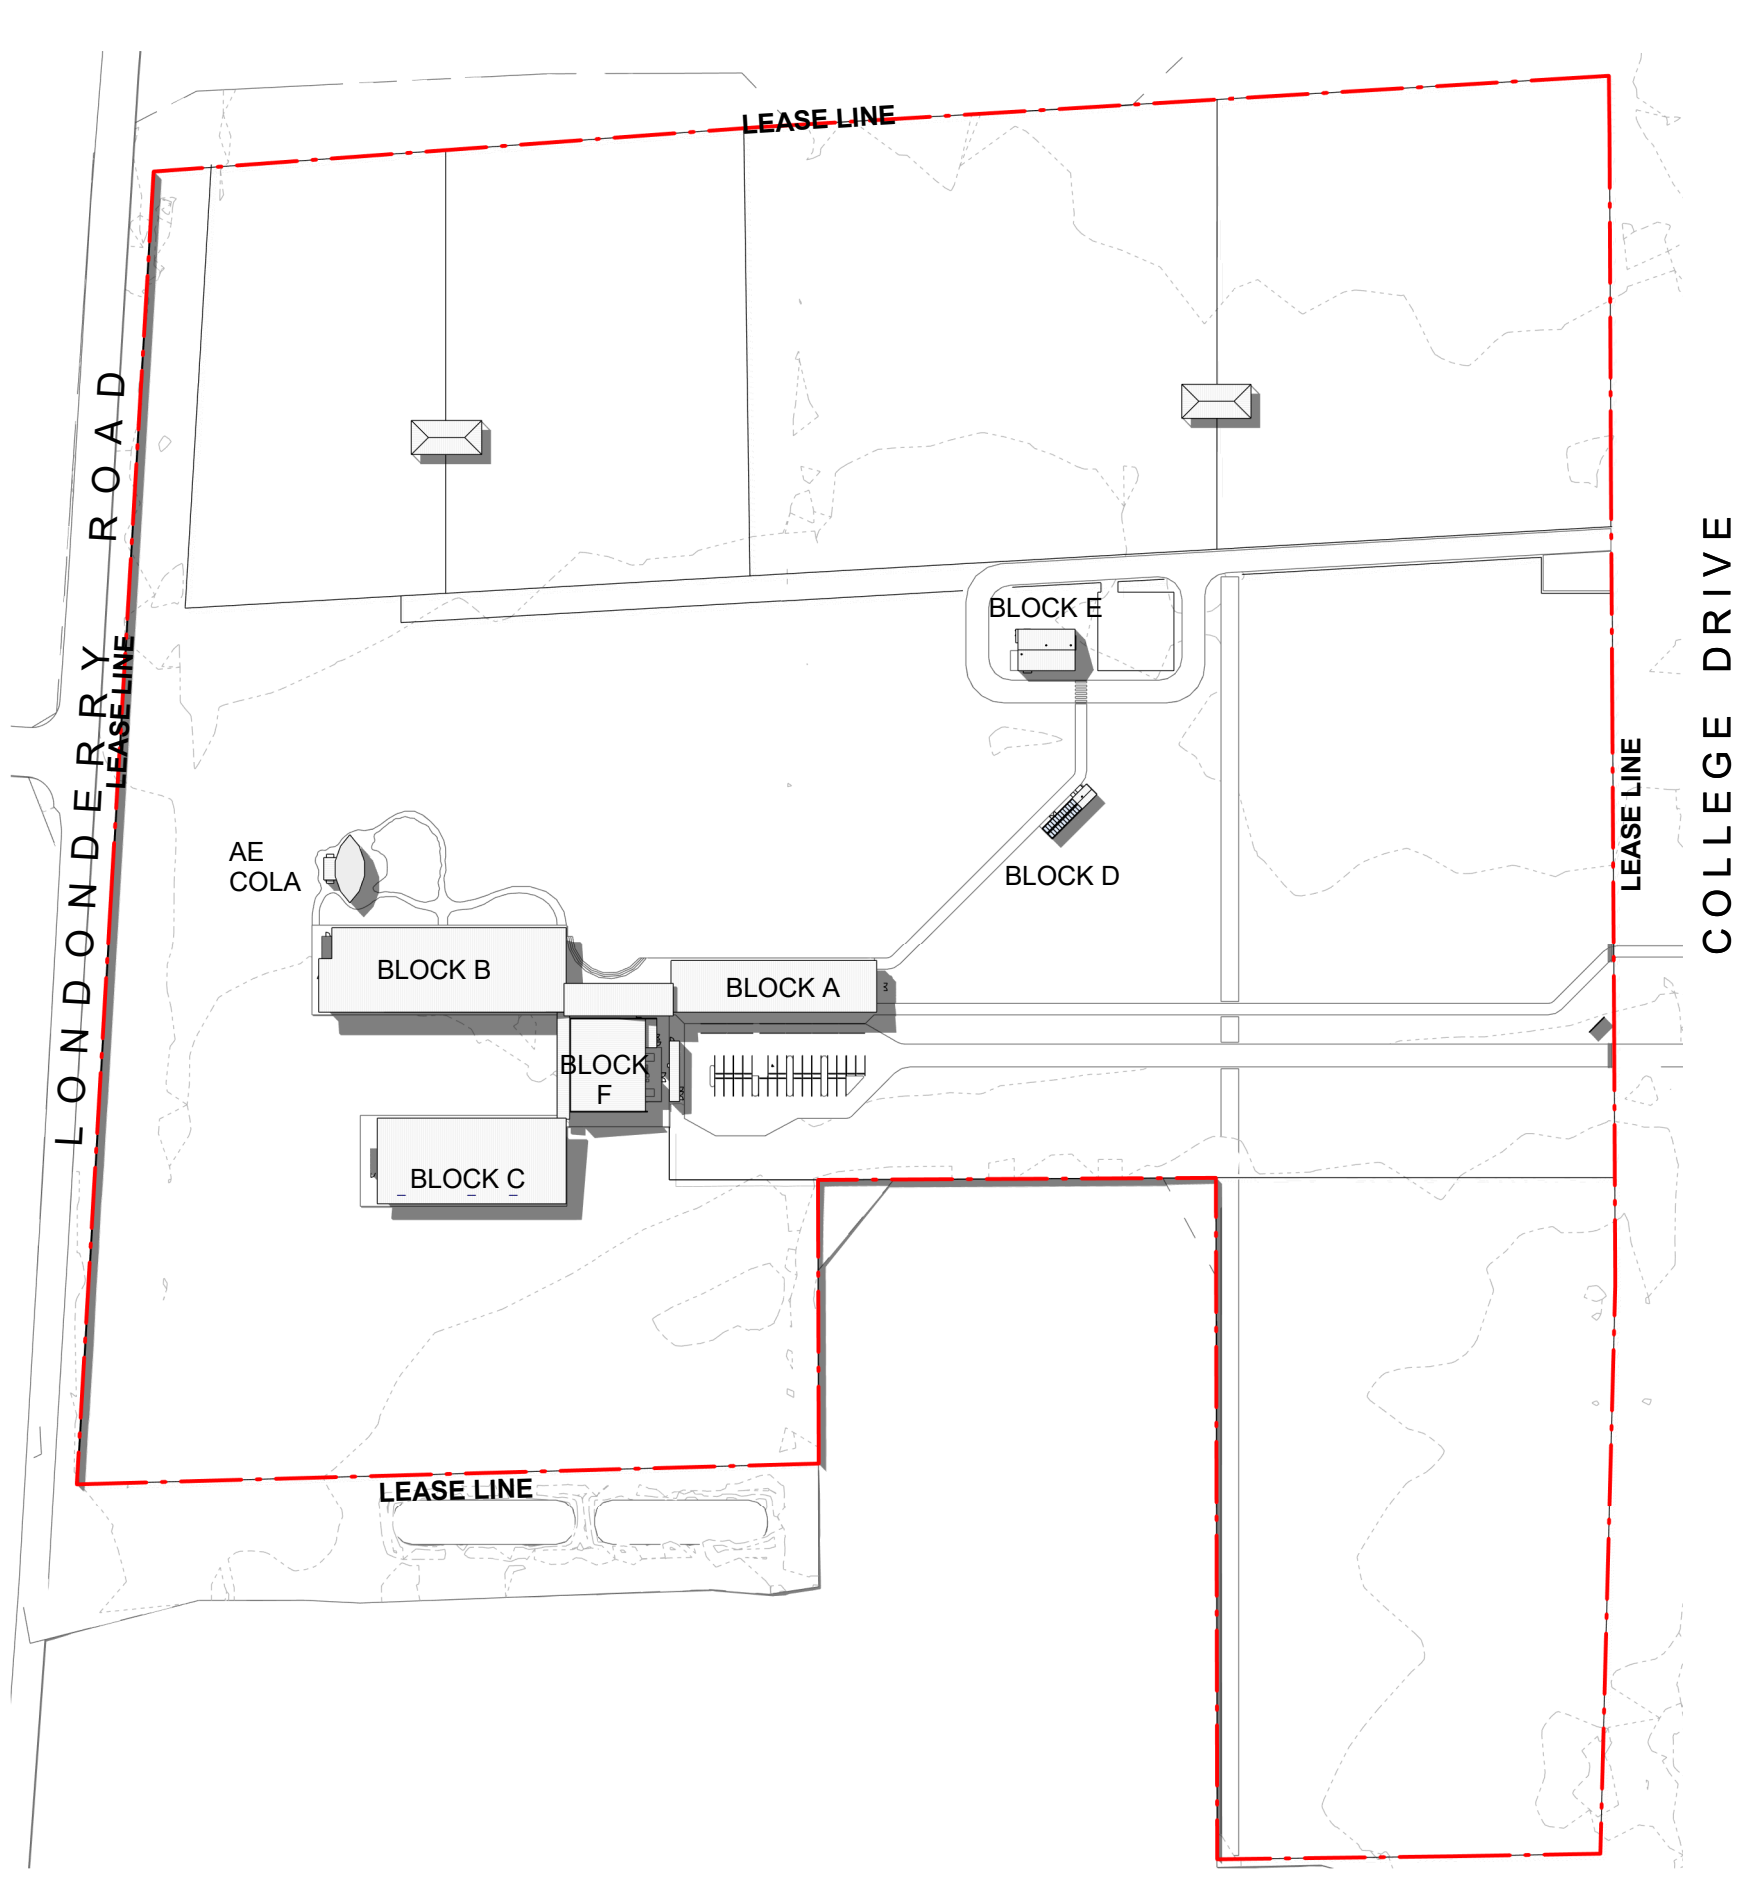 LEASE LINE
LONDONDERRY ROAD
LEASE LINE
COLLEGE DRIVE
LEASE LINE
BLOCK E
BLOCK D
AE
COLA
BLOCK B
BLOCK A
BLOCK
F
BLOCK C
LEASE LINE